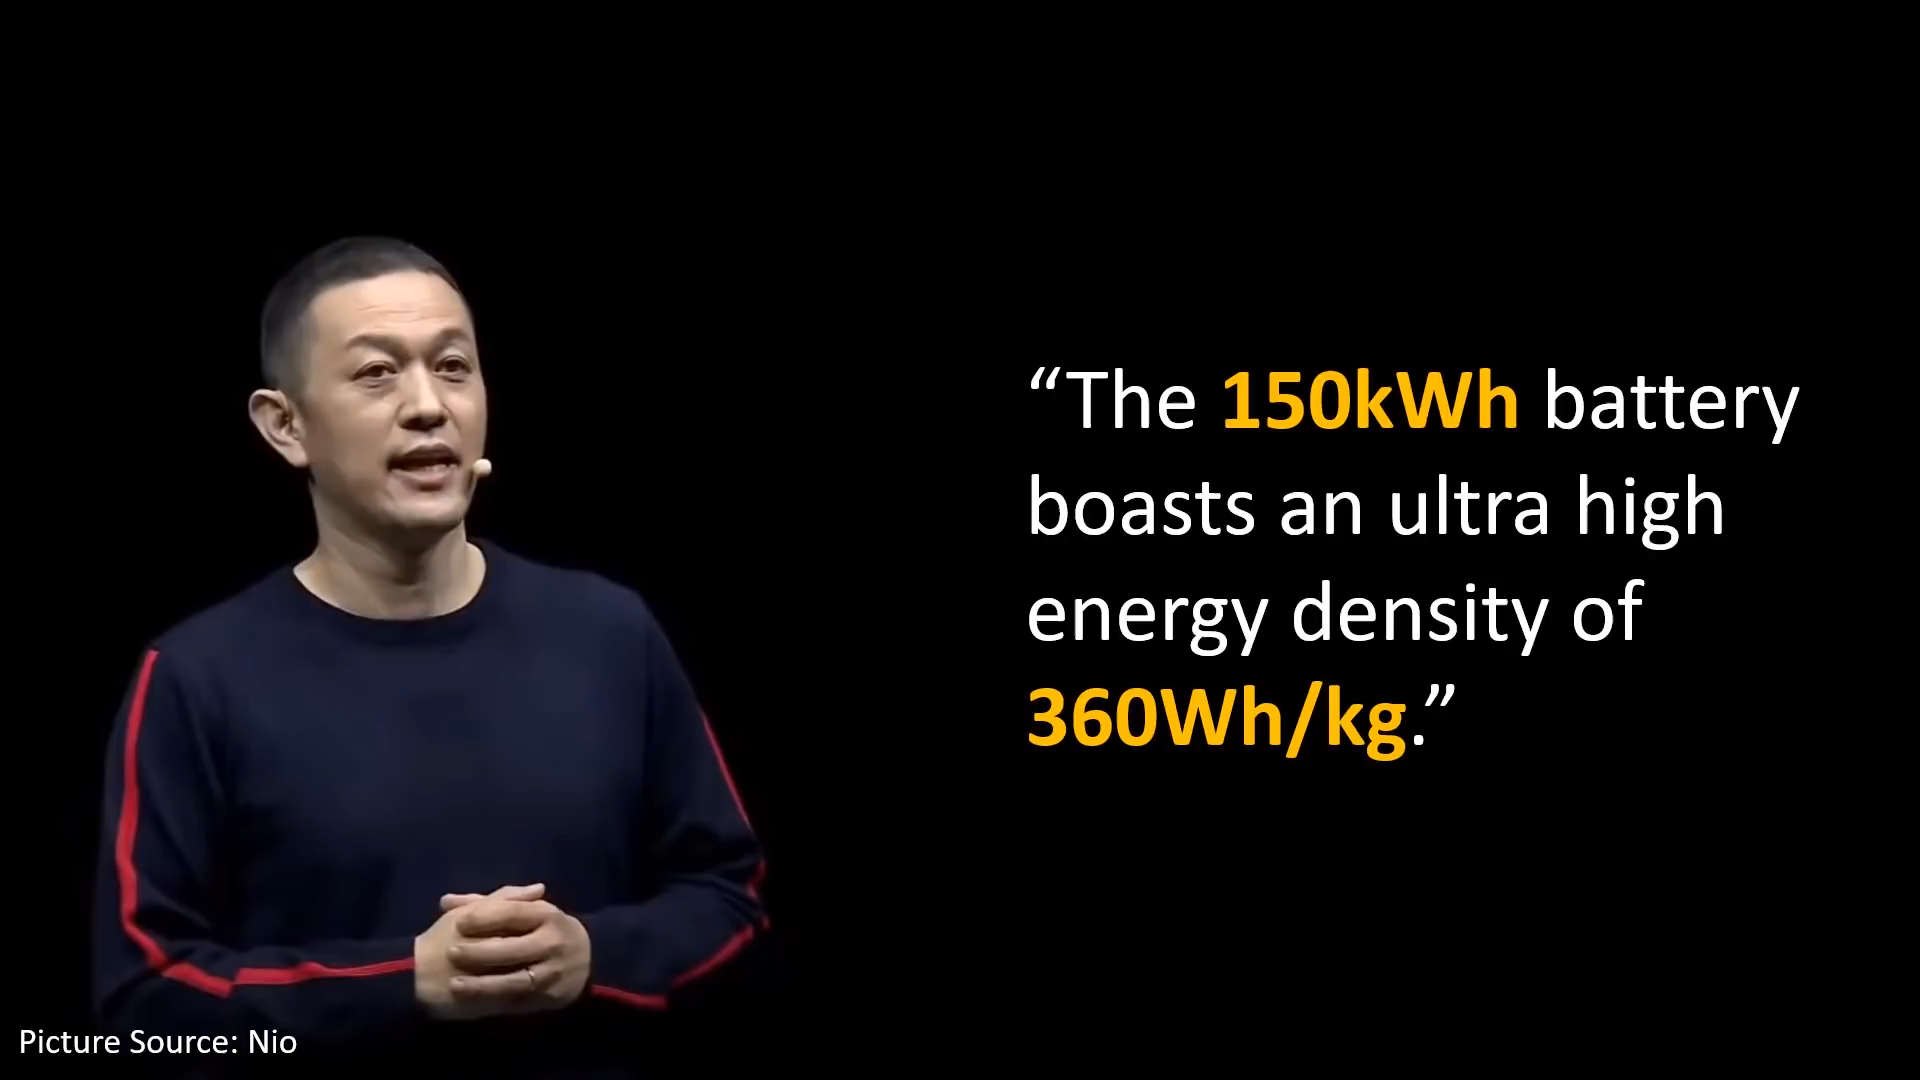 “The 150kWh battery
boasts an ultra high
energy density of
360Wh/kg.”
Picture Source: Nio